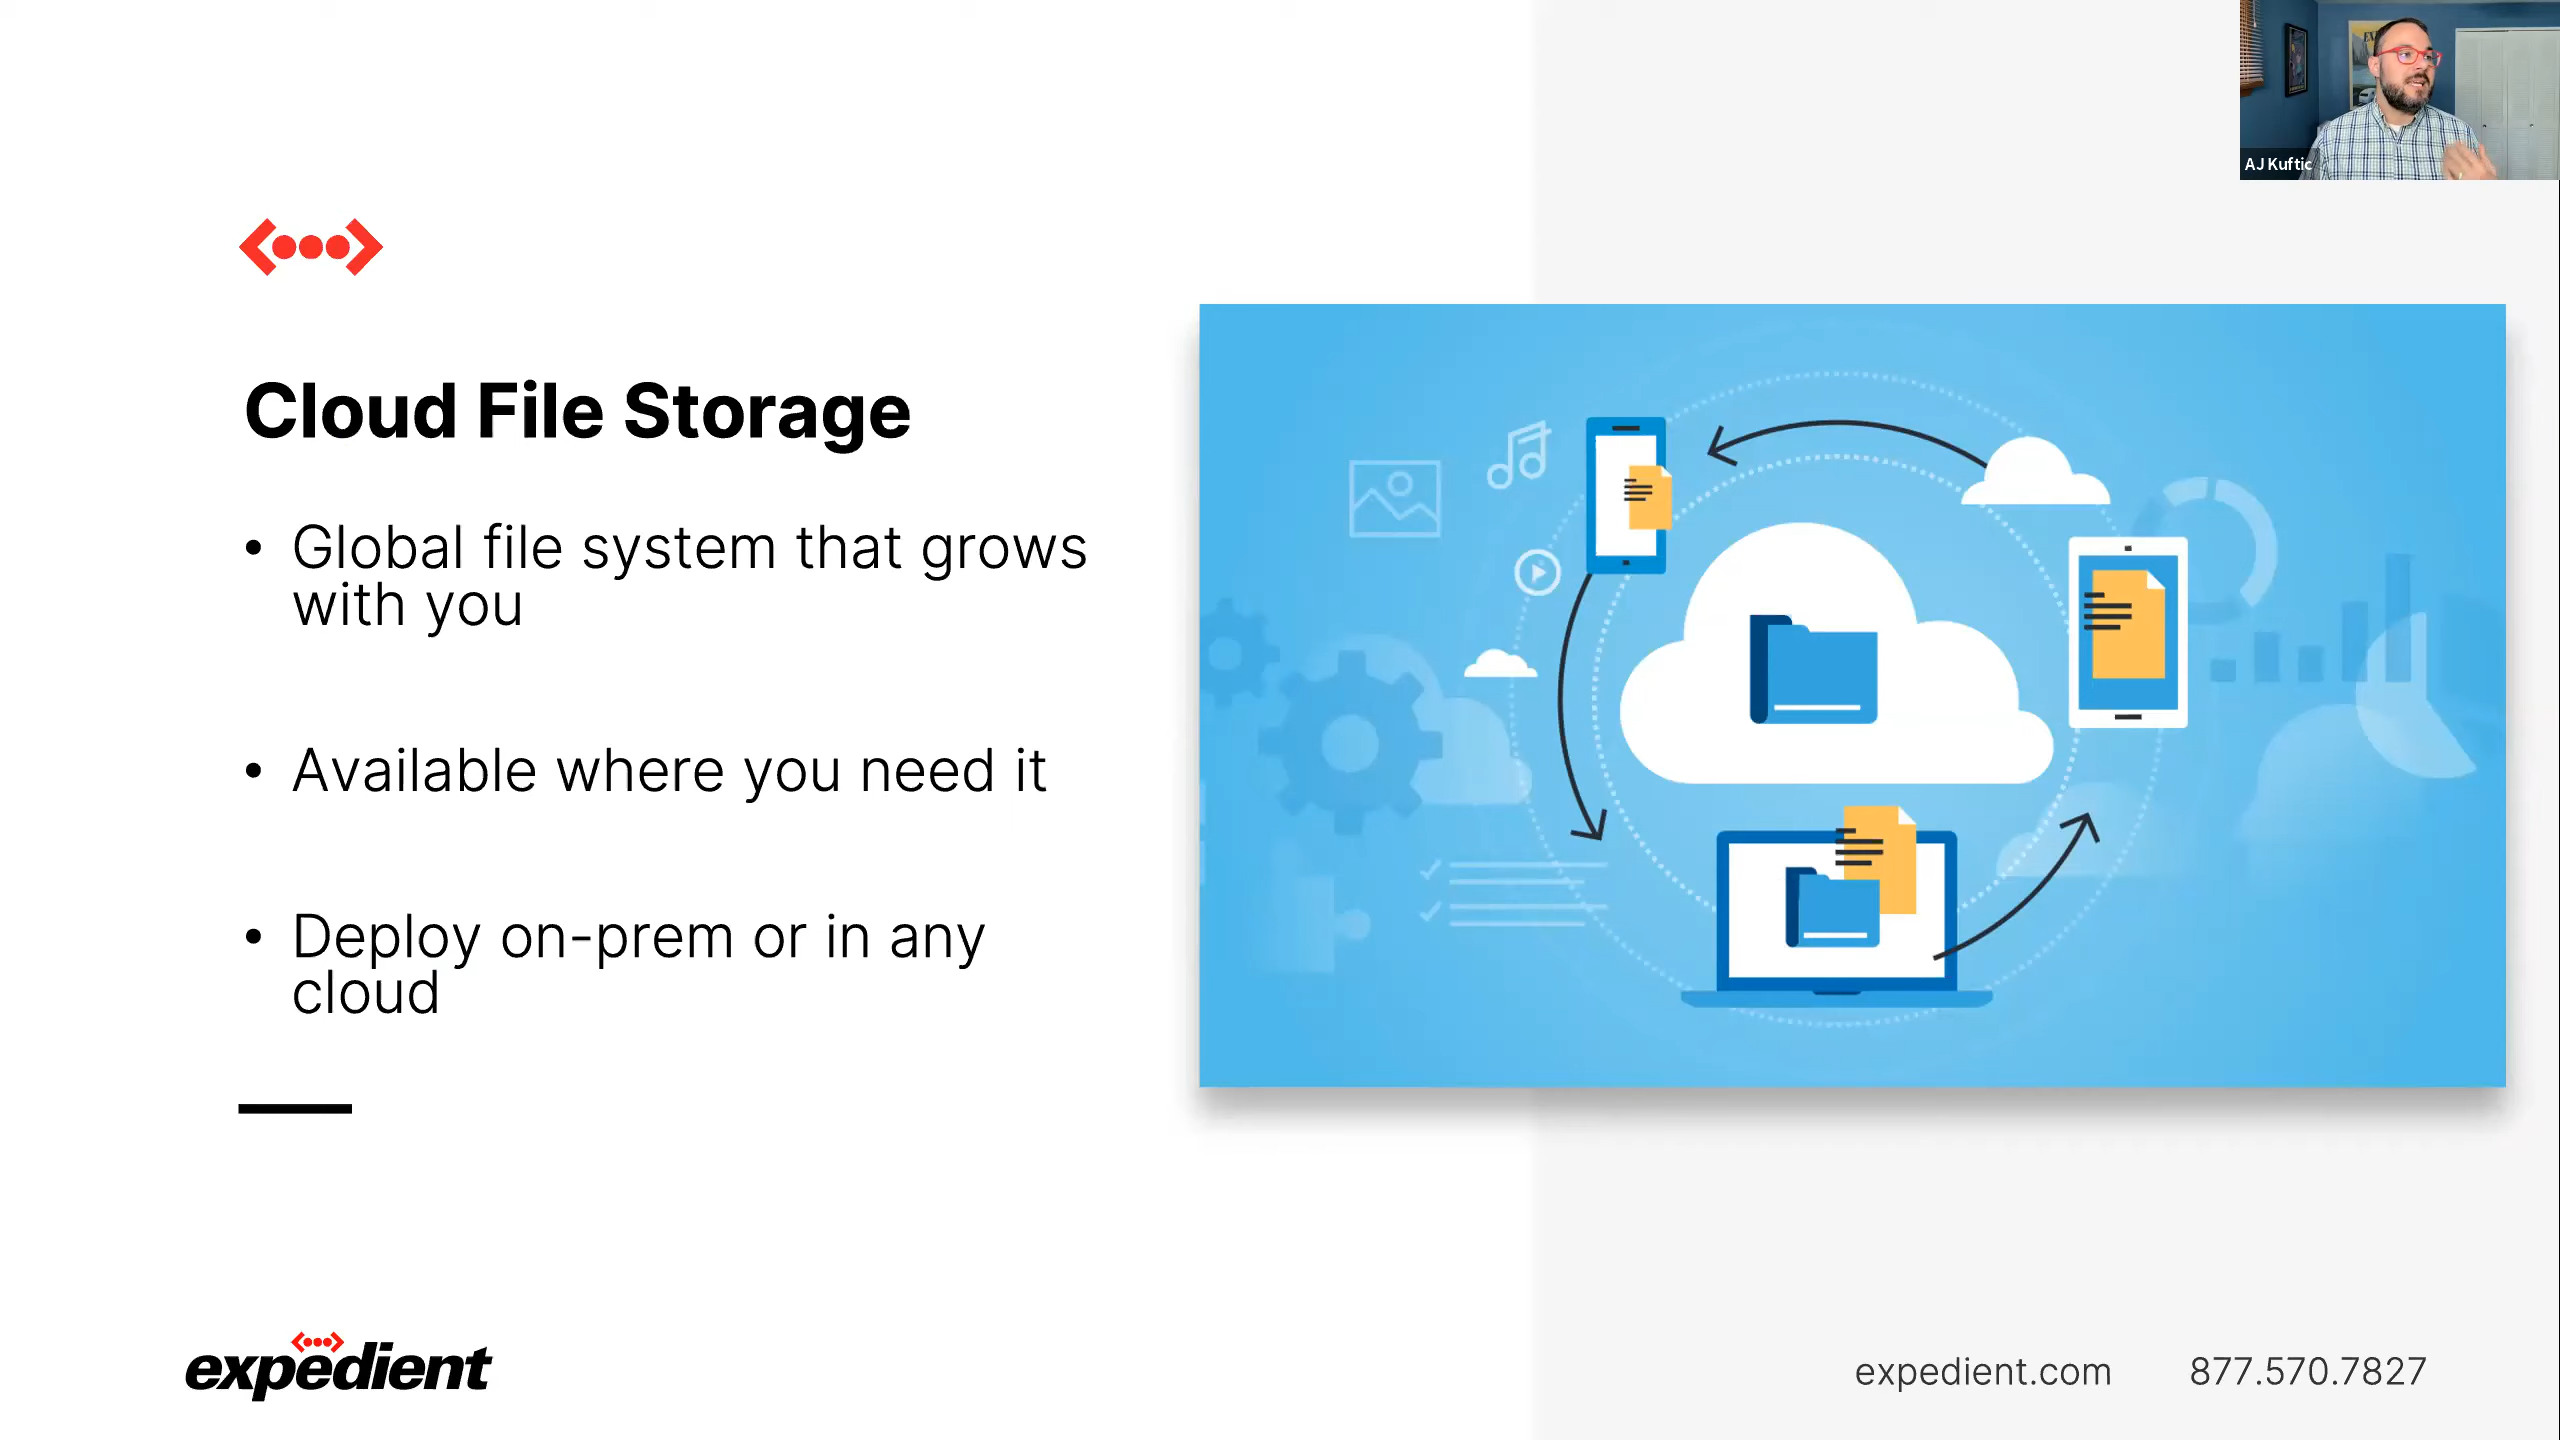 AJ Kuftic
Cloud File Storage
• Global file system that grows
with you
• Available where you need it
• Deploy on-prem or in any
cloud
expedient
expedient.com
877.570.7827